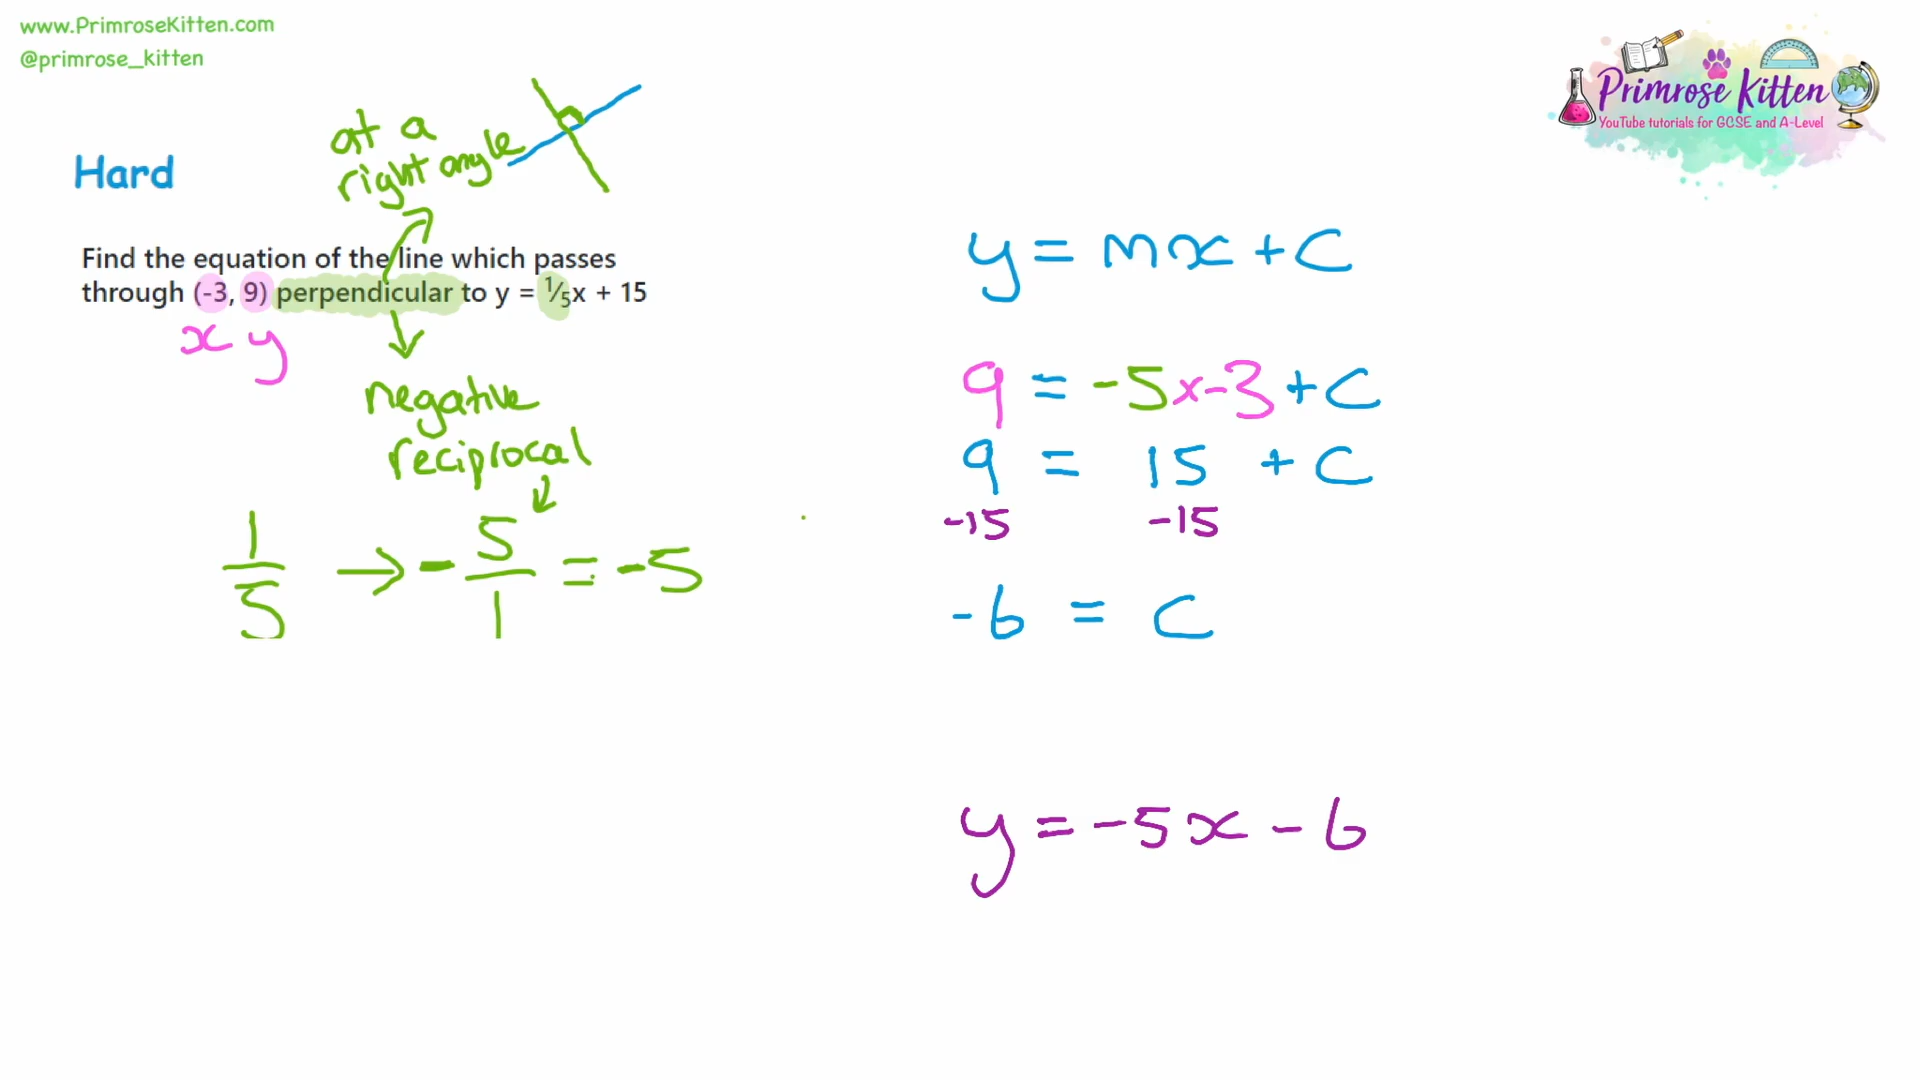 www.PrimroseKitten.com
@primrose_kitten
Primrose Kitten
YouTube tutorials for GCSE and A-Level
Hard
at a
right angle
Find the equation of the line which passes
through (-3, 9) perpendicular to y = ⅕x + 15
x y
negative
reciprocal
1/5 → - 5/1 = -5
y = mx + c
9 = -5x-3 + c
9 = 15 + c
-15 -15
-6 = c
y = -5x - 6